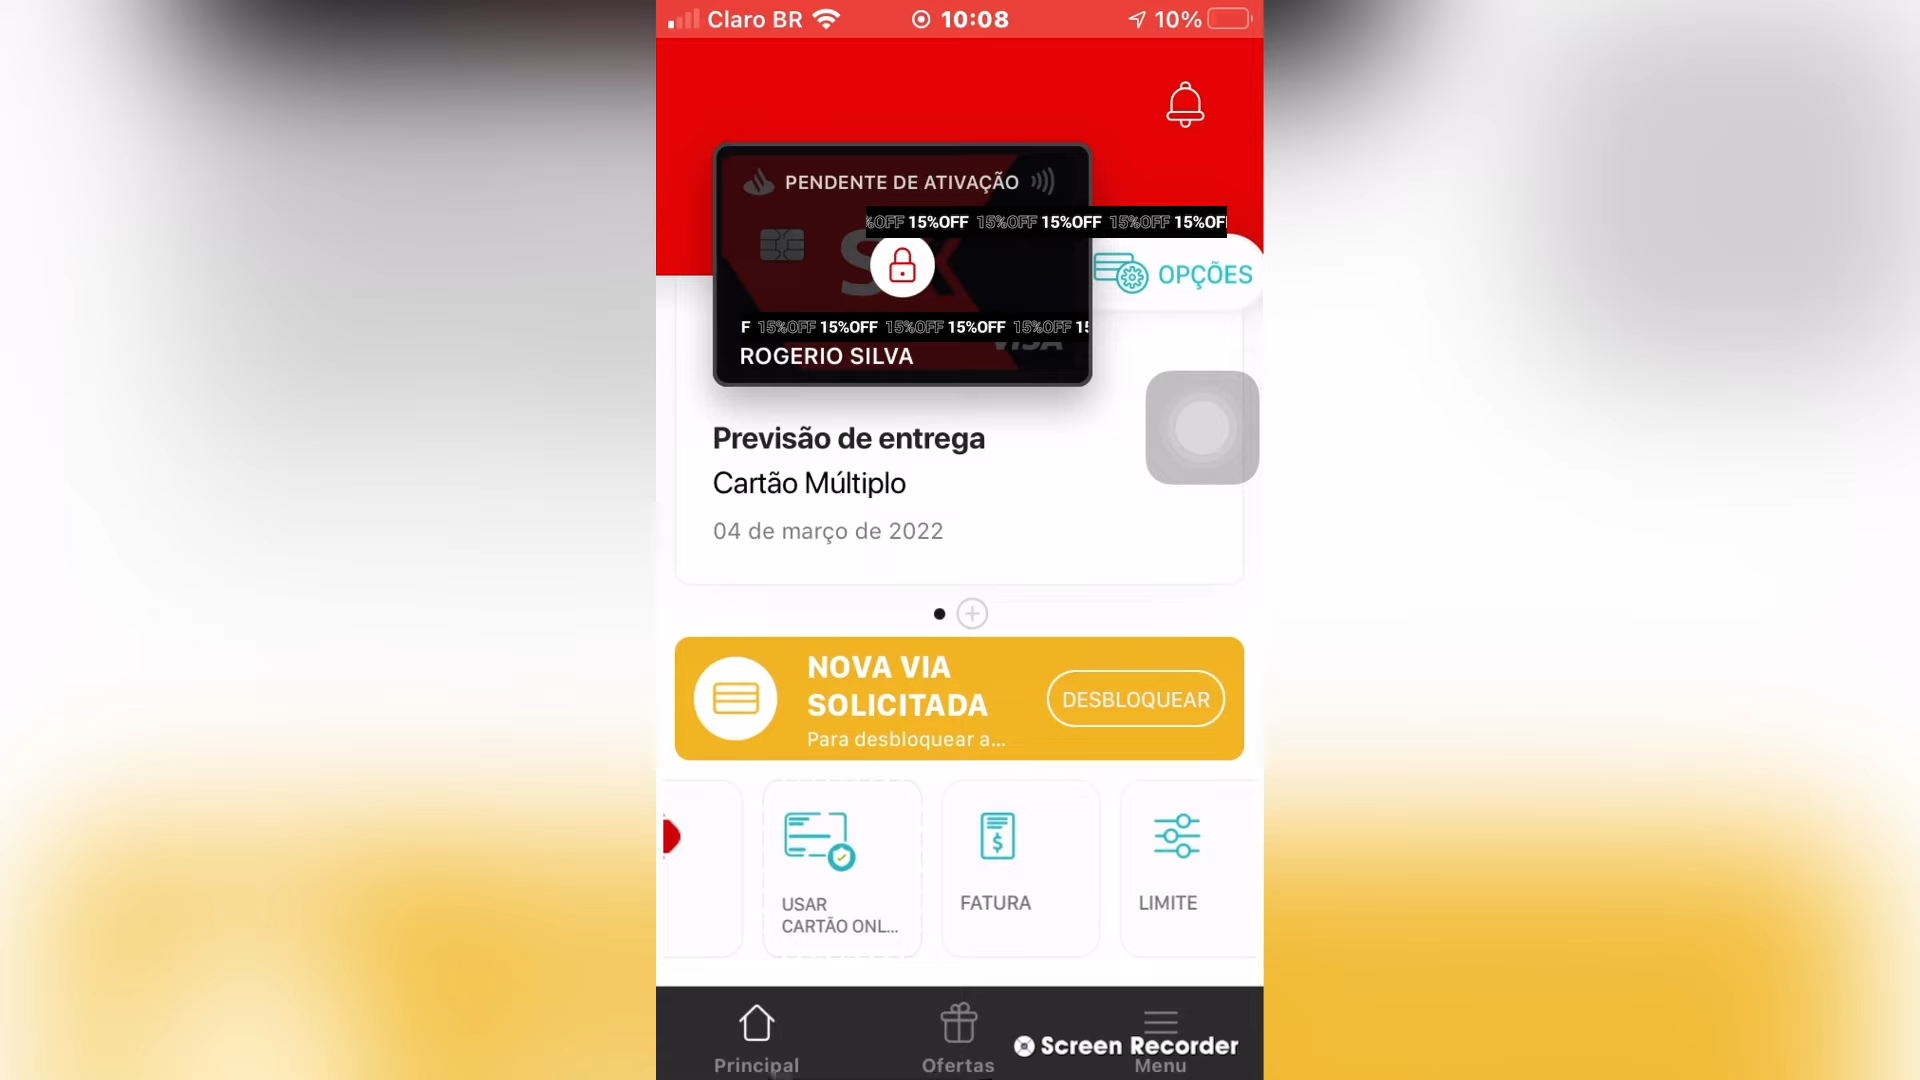 Claro BR 10:08 10%
PENDENTE DE ATIVAÇÃO
%OFF 15%OFF 15%OFF 15%OFF 15%OFF 15%OF
OPÇÕES
F 15%OFF 15%OFF 15%OFF 15%OFF 15%OFF 15
VISA
ROGERIO SILVA
Previsão de entrega
Cartão Múltiplo
04 de março de 2022
NOVA VIA
SOLICITADA
DESBLOQUEAR
Para desbloquear a...
USAR
CARTÃO ONL...
FATURA
LIMITE
Screen Recorder
Principal
Ofertas
Menu